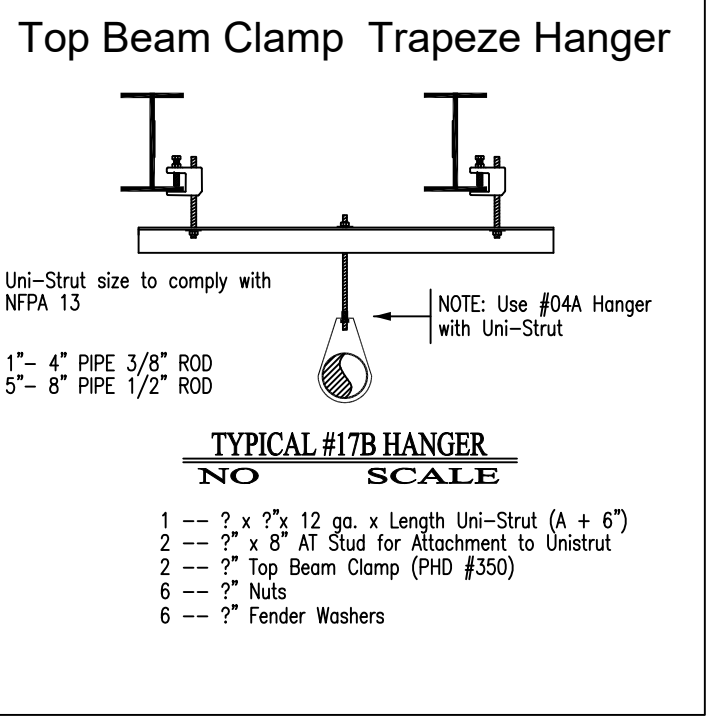 Top Beam Clamp Trapeze Hanger
Uni-Strut size to comply with
NFPA 13
NOTE: Use #04A Hanger
with Uni-Strut
1"- 4" PIPE 3/8" ROD
5"- 8" PIPE 1/2" ROD
TYPICAL #17B HANGER
NO SCALE
1 -- ? x ?"x 12 ga. x Length Uni-Strut (A + 6")
2 -- ?" x 8" AT Stud for Attachment to Unistrut
2 -- ?" Top Beam Clamp (PHD #350)
6 -- ?" Nuts
6 -- ?" Fender Washers